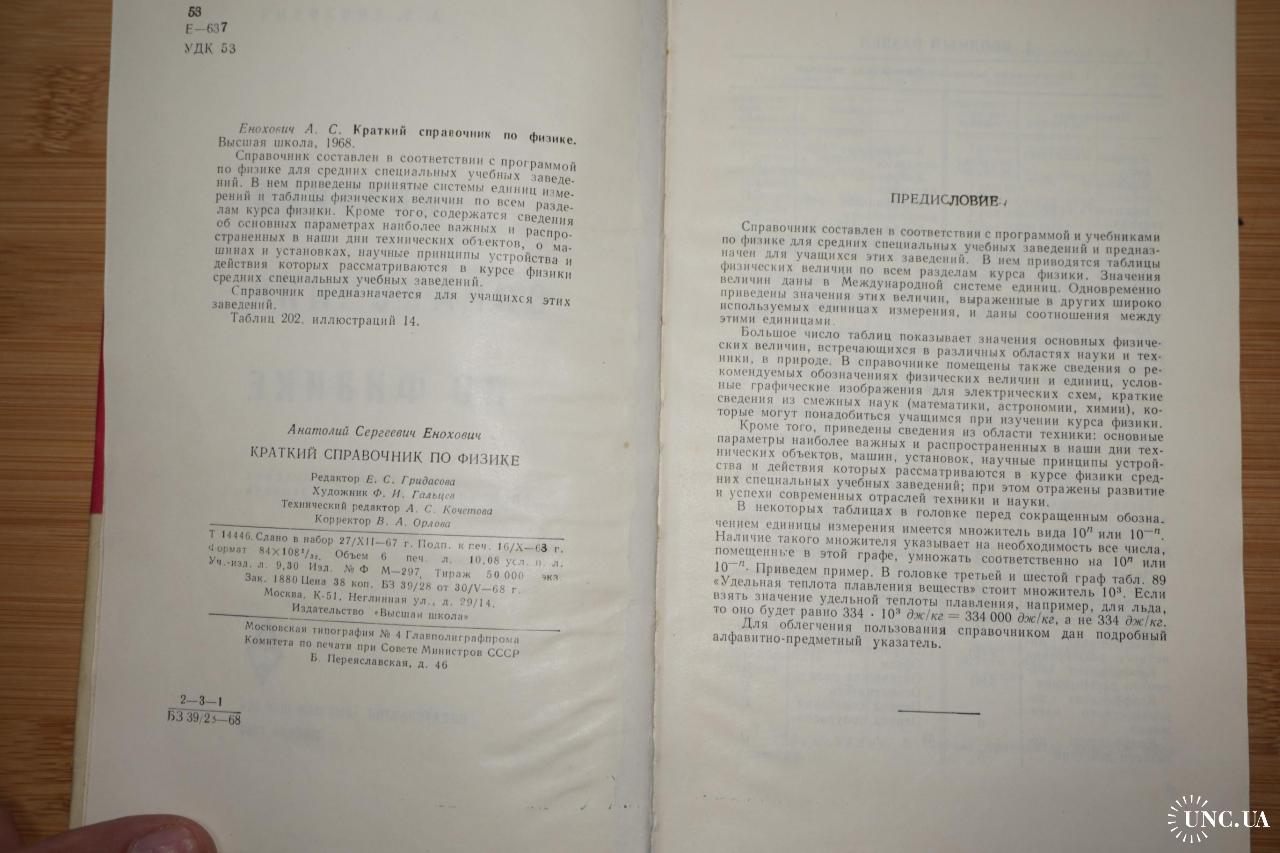 53
Е—637
УДК 53
Енохович А. С. Краткий справочник по физике.
Высшая школа, 1968.
Справочник составлен в соответствии с программой
по физике для средних специальных учебных заведе-
ний. В нем приведены принятые системы единиц изме-
рений и таблицы физических величин по всем разде-
лам курса физики. Кроме того, содержатся сведения
об основных параметрах наиболее важных и распро-
страненных в наши дни технических объектов, о ма-
шинах и установках, научные принципы устройства и
действия которых рассматриваются в курсе физики
средних специальных учебных заведений.
Справочник предназначается для учащихся этих
заведений.
Таблиц 202, иллюстраций 14.
Анатолий Сергеевич Енохович
КРАТКИЙ СПРАВОЧНИК ПО ФИЗИКЕ
Редактор Е. С. Гридасова
Художник Ф. И. Гальцев
Технический редактор А. С. Кочетова
Корректор В. А. Орлова
Т 14446. Сдано в набор 27/XII—67 г. Подп. к печ. 16/X—68 г.
Формат 84×108¹/₃₂. Объем 6 печ. л. 10,08 усл. п. л.
Уч.-изд. л. 9,30 Изд. № Ф М—297. Тираж 50 000 экз
Зак. 1880 Цена 38 коп. БЗ 39/28 от 30/V—68 г.
Москва, К-51, Неглинная ул., д. 29/14,
Издательство «Высшая школа»
Московская типография № 4 Главполиграфпрома
Комитета по печати при Совете Министров СССР
Б. Переяславская, д. 46
2—3—1
БЗ 39/28—68
ПРЕДИСЛОВИЕ
Справочник составлен в соответствии с программой и учебниками
по физике для средних специальных учебных заведений и предназ-
начен для учащихся этих заведений. В нем приводятся таблицы
физических величин по всем разделам курса физики. Значения
величин даны в Международной системе единиц. Одновременно
приведены значения этих величин, выраженные в других широко
используемых единицах измерения, и даны соотношения между
этими единицами.
Большое число таблиц показывает значения основных физиче-
ских величин, встречающихся в различных областях науки и тех-
ники, в природе. В справочнике помещены также сведения о ре-
комендуемых обозначениях физических величин и единиц, услов-
ные графические изображения для электрических схем, краткие
сведения из смежных наук (математики, астрономии, химии), ко-
торые могут понадобиться учащимся при изучении курса физики.
Кроме того, приведены сведения из области техники: основные
параметры наиболее важных и распространенных в наши дни тех-
нических объектов, машин, установок, научные принципы устрой-
ства и действия которых рассматриваются в курсе физики сред-
них специальных учебных заведений; при этом отражены развитие
и успехи современных отраслей техники и науки.
В некоторых таблицах в головке перед сокращенным обозна-
чением единицы измерения имеется множитель вида 10ⁿ или 10⁻ⁿ.
Наличие такого множителя указывает на необходимость все числа,
помещенные в этой графе, умножать соответственно на 10ⁿ или
10⁻ⁿ. Приведем пример. В головке третьей и шестой граф табл. 89
«Удельная теплота плавления веществ» стоит множитель 10³. Если
взять значение удельной теплоты плавления, например, для льда,
то оно будет равно 334 · 10³ дж/кг = 334 000 дж/кг, а не 334 дж/кг.
Для облегчения пользования справочником дан подробный
алфавитно-предметный указатель.
UNC.UA